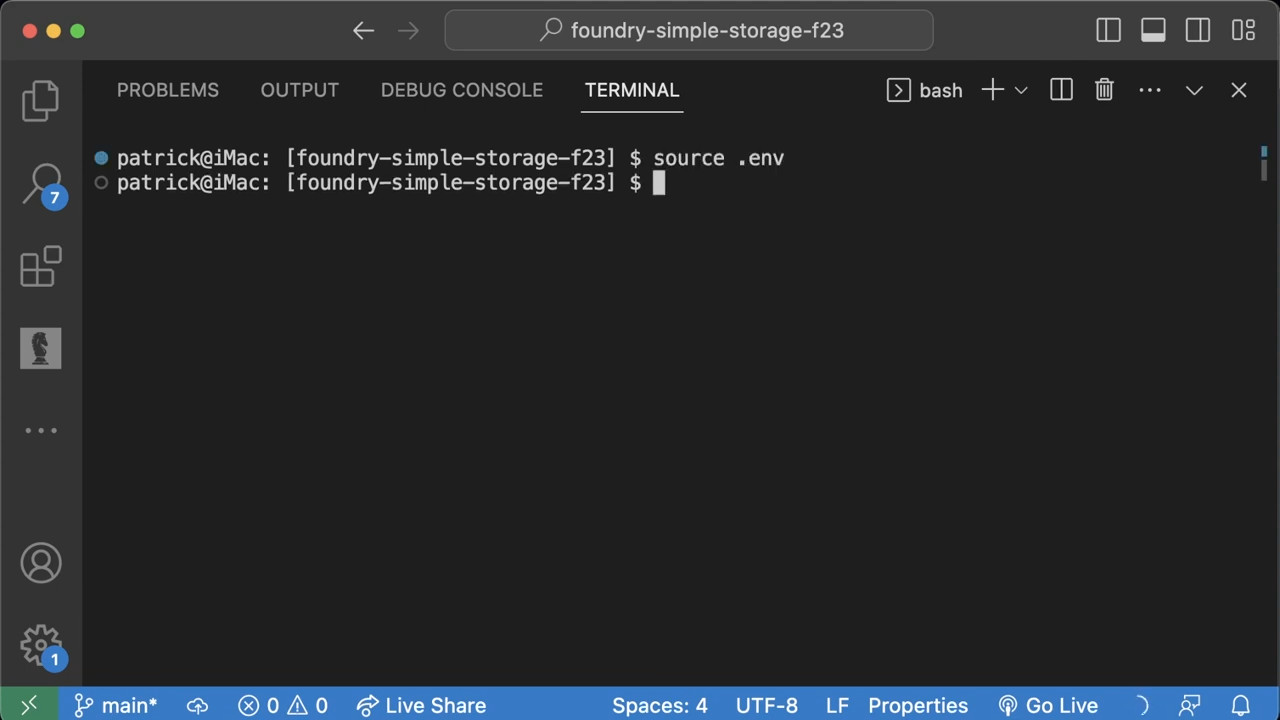 foundry-simple-storage-f23
PROBLEMS OUTPUT DEBUG CONSOLE TERMINAL bash
patrick@iMac: [foundry-simple-storage-f23] $ source .env
patrick@iMac: [foundry-simple-storage-f23] $
7
1
main* 0 0 Live Share Spaces: 4 UTF-8 LF Properties Go Live